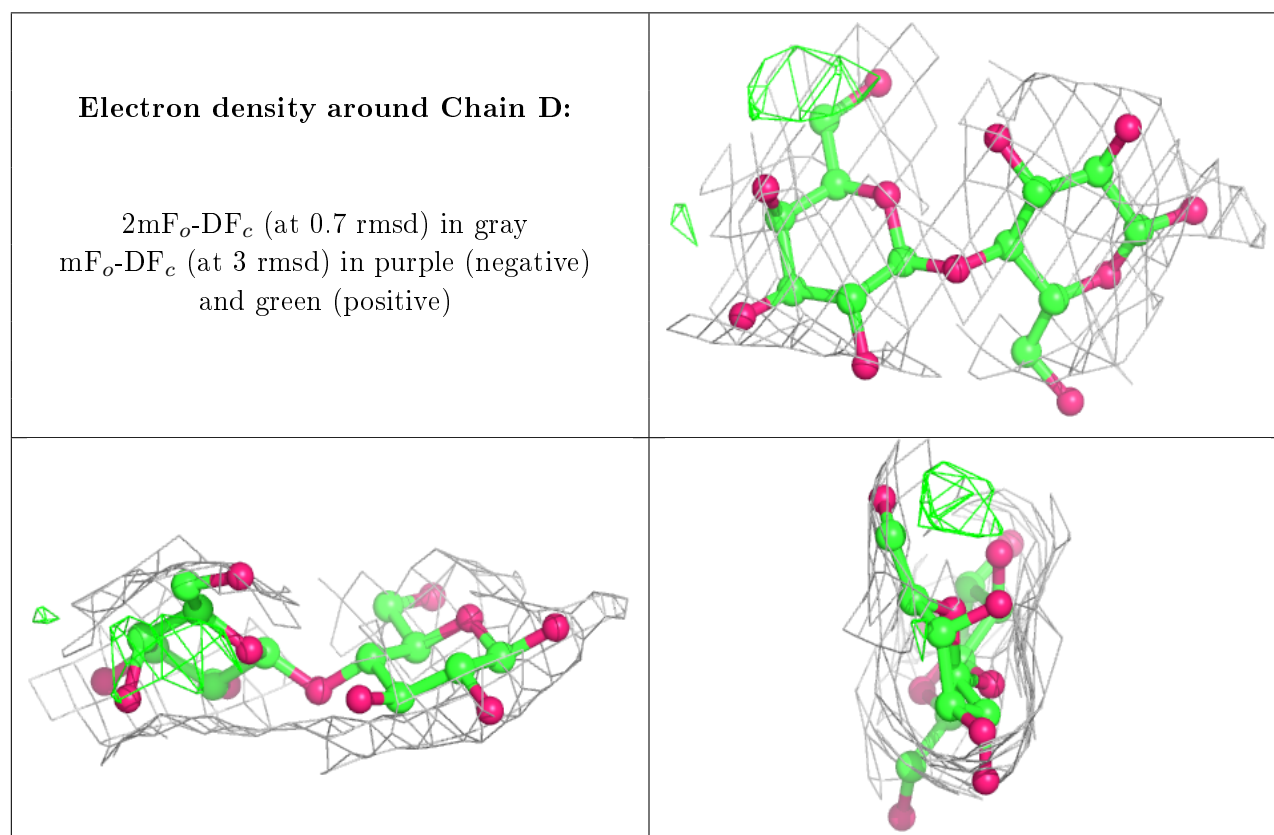 Electron density around Chain D:
2mFo-DFc (at 0.7 rmsd) in gray
mFo-DFc (at 3 rmsd) in purple (negative)
and green (positive)